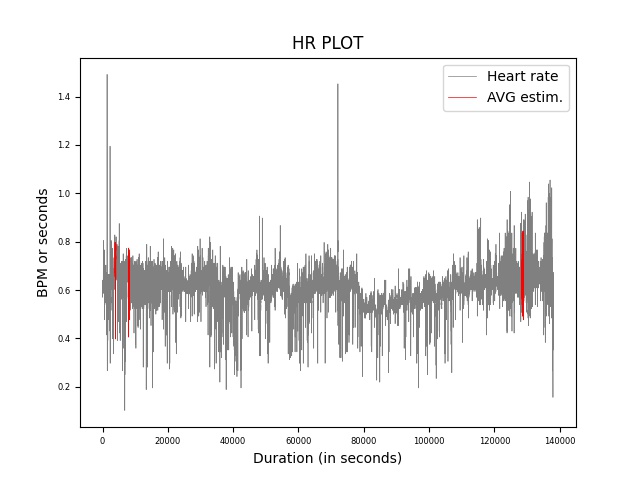 HR PLOT
Heart rate
AVG estim.
BPM or seconds
1.4
1.2
1.0
0.8
0.6
0.4
0.2
0 20000 40000 60000 80000 100000 120000 140000
Duration (in seconds)